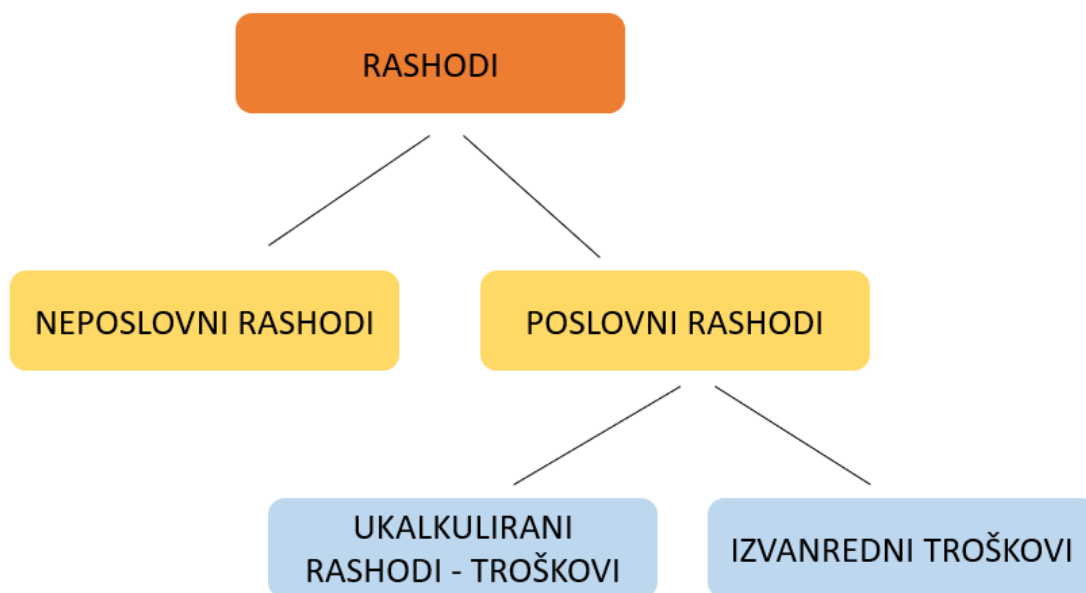 RASHODI
NEPOSLOVNI RASHODI
POSLOVNI RASHODI
UKALKULIRANI
RASHODI - TROŠKOVI
IZVANREDNI TROŠKOVI